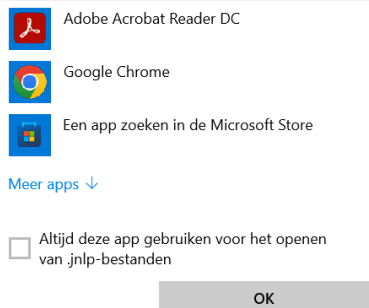 Adobe Acrobat Reader DC
Google Chrome
Een app zoeken in de Microsoft Store
Meer apps ↓
Altijd deze app gebruiken voor het openen
van .jnlp-bestanden
OK